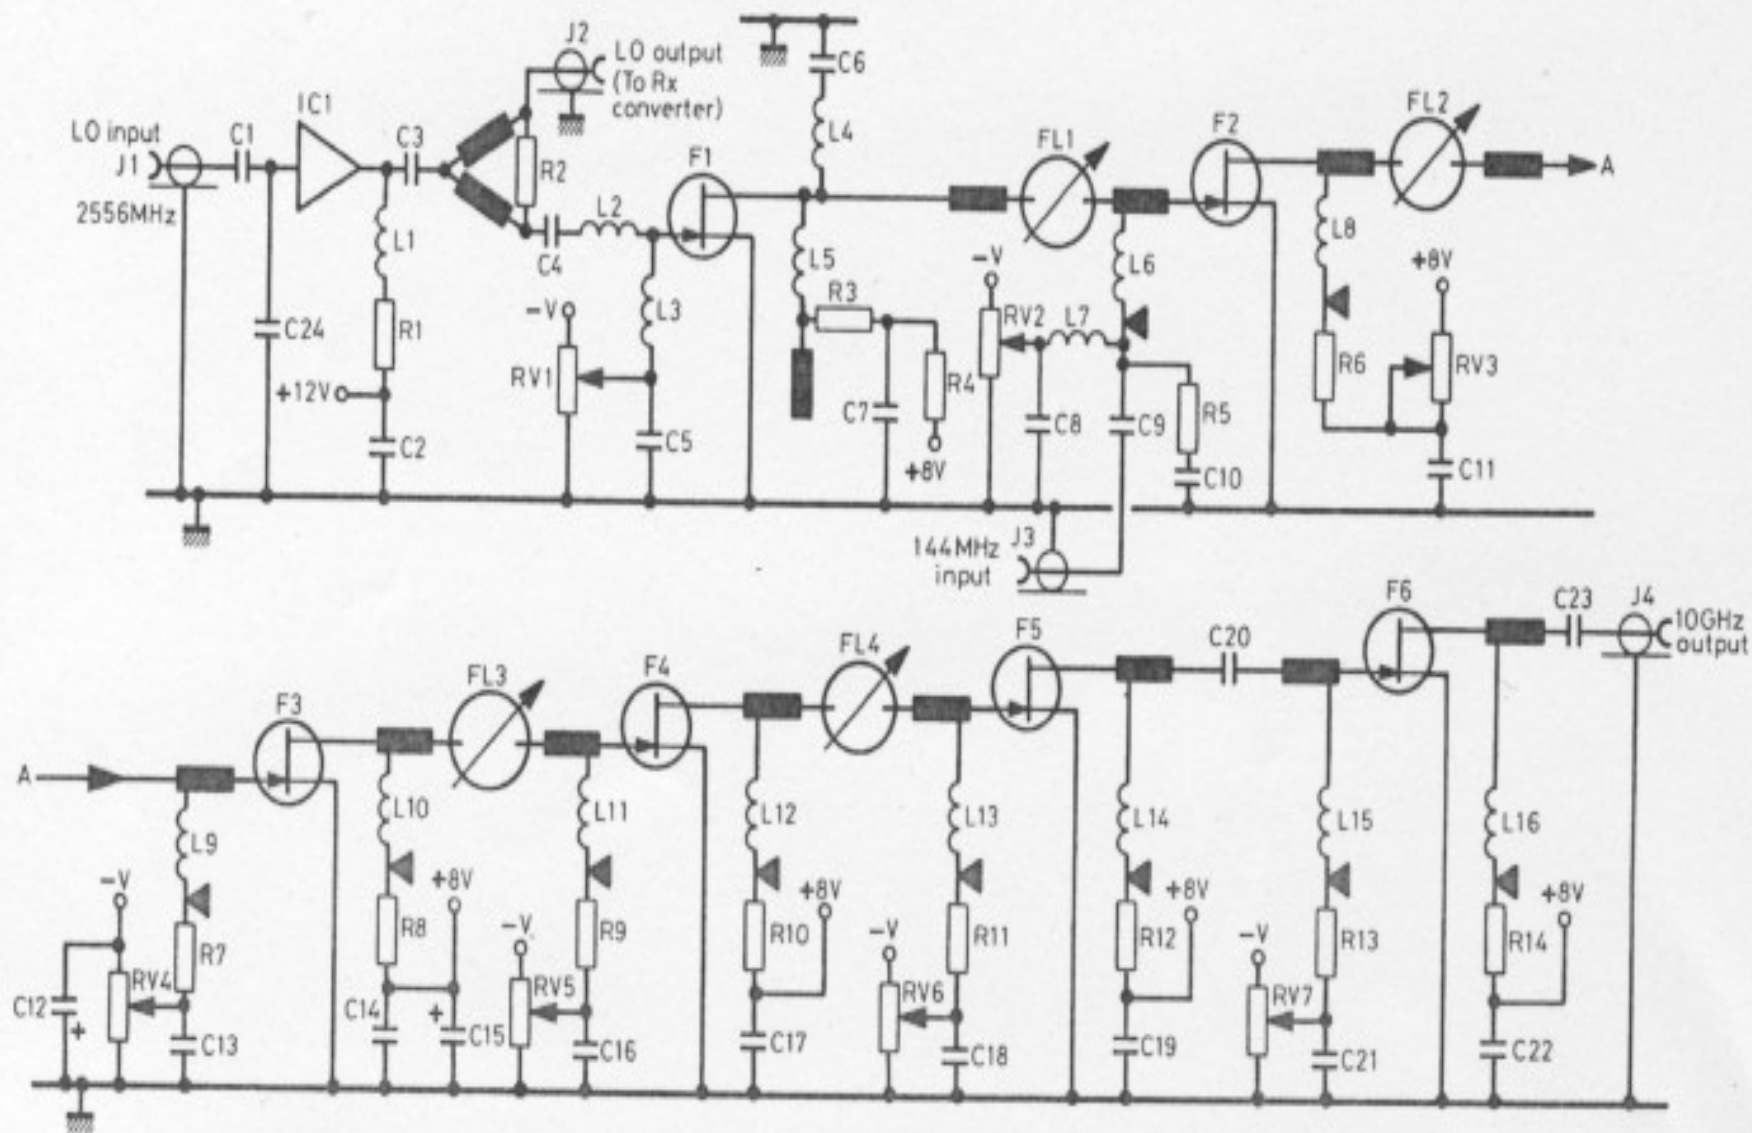 J2
LO output
(To Rx
converter)
C6
IC1
LO input
J1
C1
C3
R2
L4
F1
FL1
F2
FL2
A
2556MHz
L1
C4
L2
L5
R3
-V
L6
L8
+8V
C24
R1
-V
L3
RV2
L7
RV1
R4
R6
RV3
+12V
C7
C8
C9
R5
C2
C5
+8V
C10
C11
144MHz
input
J3
F6
C23
J4
10GHz
output
F5
C20
FL4
F4
FL3
F3
A
L9
L10
L11
L12
L13
L14
L15
L16
-V
+8V
+8V
+8V
+8V
R7
R8
-V
R9
R10
-V
R11
R12
-V
R13
R14
C12
+
RV4
C14
+
C15
RV5
RV6
RV7
C13
C16
C17
C18
C19
C21
C22